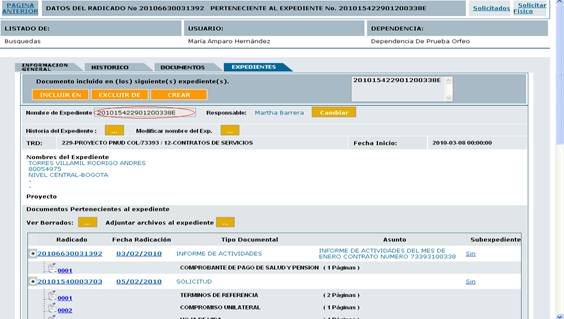 PAGINA ANTERIOR DATOS DEL RADICADO No 20106630031392 PERTENECIENTE AL EXPEDIENTE No. 2010154229012003​38E Solicitados Solicitar Físico
LISTADO DE: USUARIO: DEPENDENCIA:
Busquedas María Amparo Hernández Dependencia De Prueba Orfeo
INFORMACION GENERAL HISTORICO DOCUMENTOS EXPEDIENTES
Documento incluido en (los) siguiente(s) expediente(s). 201015422901200338E
INCLUIR EN EXCLUIR DE CREAR
Nombre de Expediente 201015422901200338E Responsable: Martha Barrera Cambiar
Historia del Expediente : ... Modificar nombre del Exp. ...
TRD: 229-PROYECTO PNUD COL/73393 / 12-CONTRATOS DE SERVICIOS Fecha Inicio: 2010-03-08 00:00:00
Nombres del Expediente
TORRES VILLAMIL RODRIGO ANDRES
80054975
NIVEL CENTRAL-BOGOTA
-
-
Proyecto
Documentos Pertenecientes al expediente
Ver Borrados: ... Adjuntar archivos al expediente ...
Radicado Fecha Radicación Tipo Documental Asunto Subexpediente
20106630031392 03/02/2010 INFORME DE ACTIVIDADES INFORME DE ACTIVIDADES DEL MES DE ENERO CONTRATO NUMERO 73393100338 Sin
0001 COMPROBANTE DE PAGO DE SALUD Y PENSION ( 1 Páginas )
20101540003703 05/02/2010 SOLICITUD Sin
0001 TERMINOS DE REFERENCIA ( 2 Páginas )
0002 COMPROMISO UNILATERAL ( 1 Páginas )